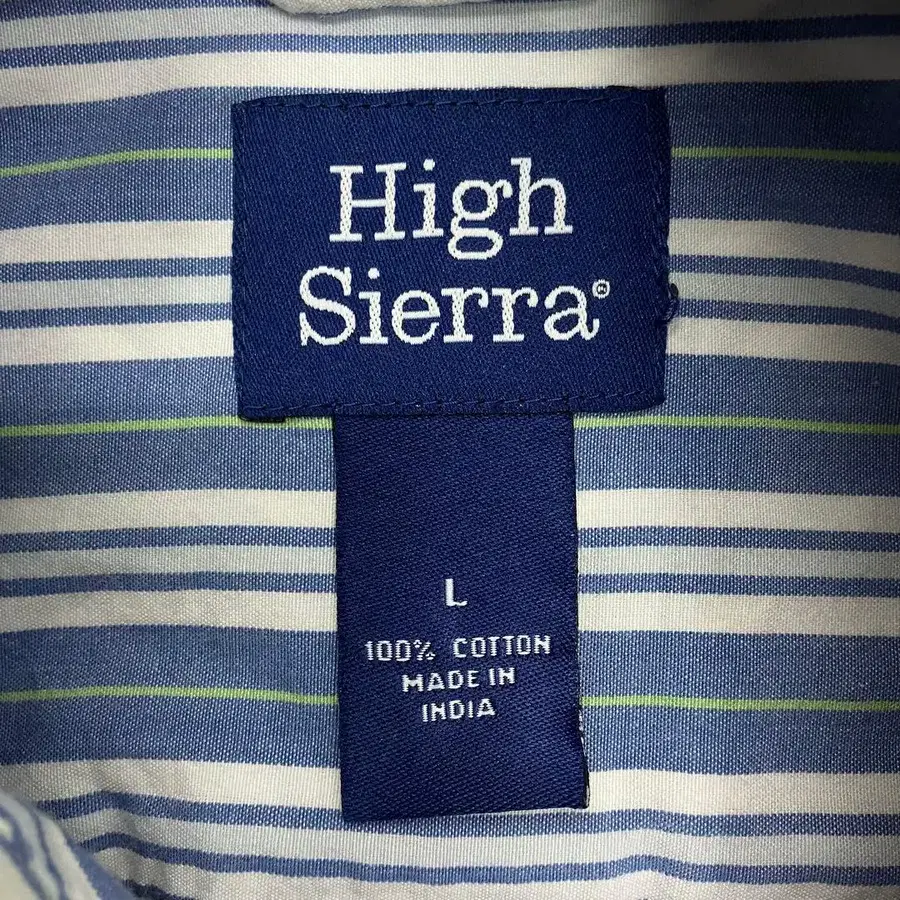 High
Sierra®
L
100% COTTON
MADE IN
INDIA